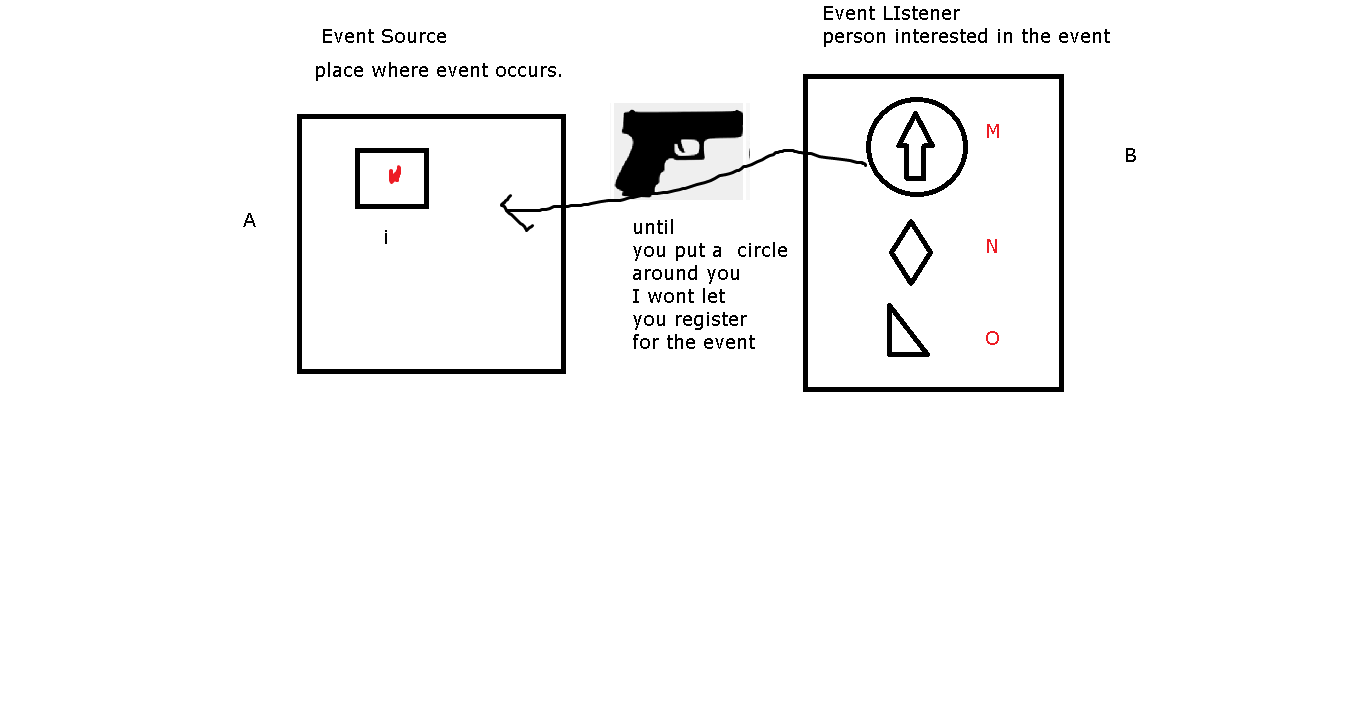 Event Source
place where event occurs.
Event LIstener
person interested in the event
A
i
until
you put a circle
around you
I wont let
you register
for the event
M
N
O
B